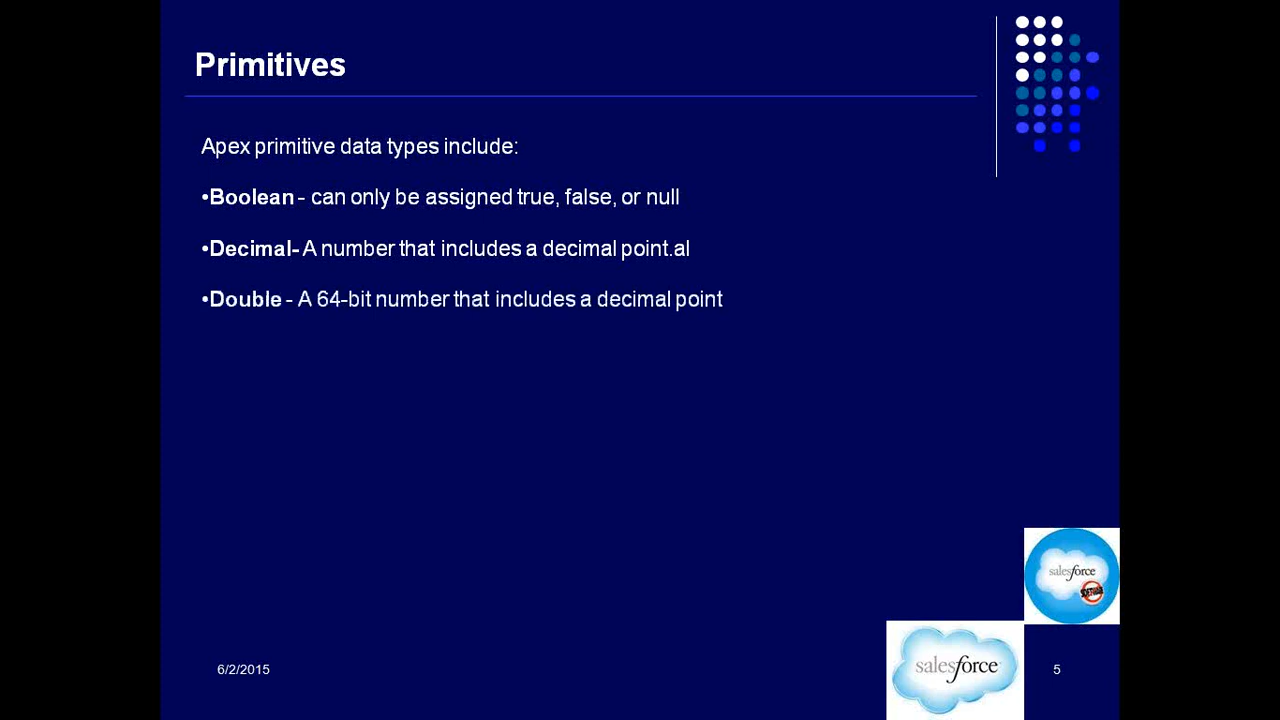 Primitives
Apex primitive data types include:
•Boolean - can only be assigned true, false, or null
•Decimal- A number that includes a decimal point.al
•Double - A 64-bit number that includes a decimal point
salesforce
salesforce
6/2/2015
5